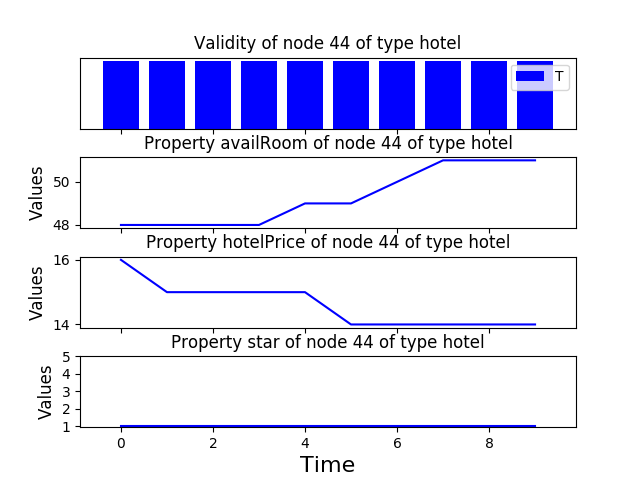 Validity of node 44 of type hotel
T
Property availRoom of node 44 of type hotel
50
48
Values
Property hotelPrice of node 44 of type hotel
16
14
Values
Property star of node 44 of type hotel
5
4
3
2
1
Values
0 2 4 6 8
Time